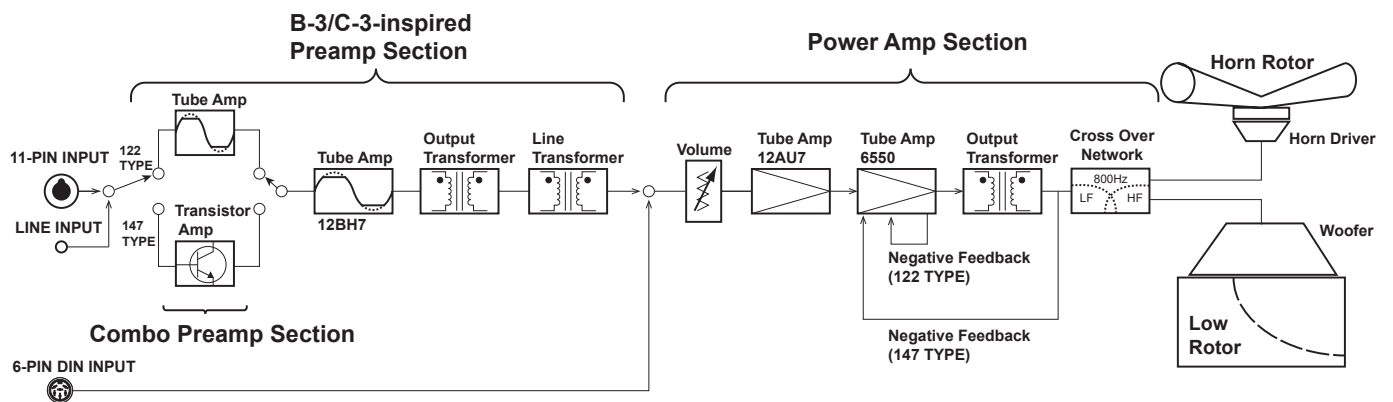 B-3/C-3-inspired
Preamp Section
Power Amp Section
Horn Rotor
Tube Amp
122
TYPE
11-PIN INPUT
Output
Transformer
Line
Transformer
Volume
Tube Amp
12AU7
Tube Amp
6550
Output
Transformer
Cross Over
Network
Horn Driver
Tube Amp
12BH7
800Hz
LF HF
LINE INPUT
147
TYPE
Transistor
Amp
Woofer
Negative Feedback
(122 TYPE)
Combo Preamp Section
Negative Feedback
(147 TYPE)
Low
Rotor
6-PIN DIN INPUT